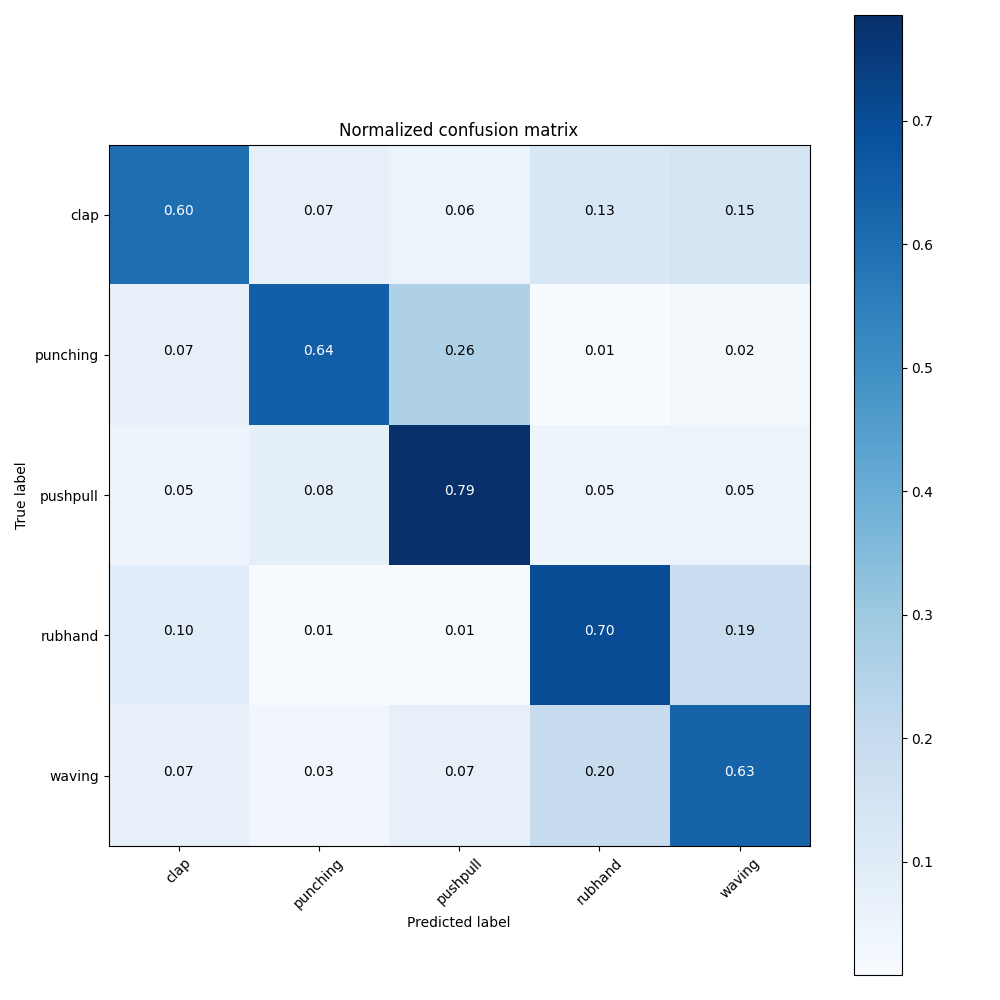 Normalized confusion matrix
True label
clap 0.60 0.07 0.06 0.13 0.15
punching 0.07 0.64 0.26 0.01 0.02
pushpull 0.05 0.08 0.79 0.05 0.05
rubhand 0.10 0.01 0.01 0.70 0.19
waving 0.07 0.03 0.07 0.20 0.63
clap punching pushpull rubhand waving
Predicted label
0.7
0.6
0.5
0.4
0.3
0.2
0.1